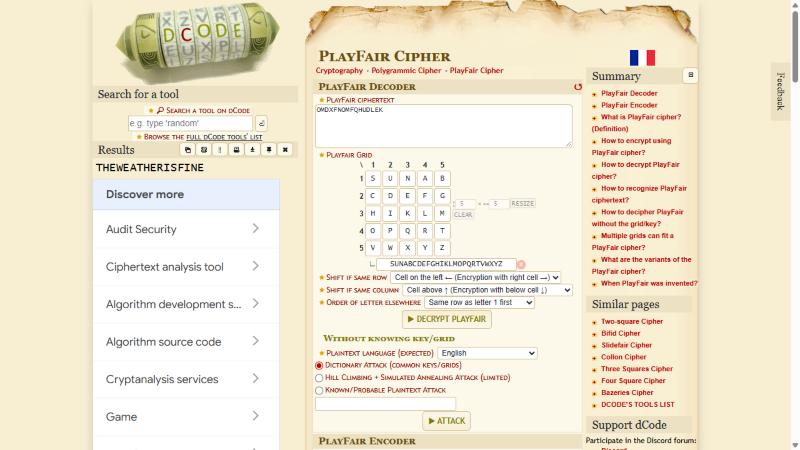 DCODE
Search for a tool
★ SEARCH A TOOL ON DCODE
e.g. type 'random'
★ BROWSE THE FULL DCODE TOOLS' LIST
Results
THEWEATHERISFINE
Discover more
Audit Security
Ciphertext analysis tool
Algorithm development s...
Algorithm source code
Cryptanalysis services
Game
PLAYFAIR CIPHER
Cryptography - Polygrammic Cipher - PlayFair Cipher
PLAYFAIR DECODER
★ PLAYFAIR CIPHERTEXT
OMDXFNOMFQHUDLEK
★ PLAYFAIR GRID
\ 1 2 3 4 5
1 S U N A B
2 C D E F G
3 H I K L M
4 O P Q R T
5 V W X Y Z
5 × ↔ 5 RESIZE
CLEAR
SUNABCDEFGHIKLMOPQRTVWXYZ
★ SHIFT IF SAME ROW Cell on the left ← (Encryption with right cell →)
★ SHIFT IF SAME COLUMN Cell above ↑ (Encryption with below cell ↓)
★ ORDER OF LETTER ELSEWHERE Same row as letter 1 first
▶ DECRYPT PLAYFAIR
WITHOUT KNOWING KEY/GRID
★ PLAINTEXT LANGUAGE (EXPECTED) English
DICTIONARY ATTACK (COMMON KEYS/GRIDS)
HILL CLIMBING + SIMULATED ANNEALING ATTACK (LIMITED)
KNOWN/PROBABLE PLAINTEXT ATTACK
▶ ATTACK
PLAYFAIR ENCODER
Summary
PlayFair Decoder
PlayFair Encoder
What is PlayFair cipher?
(Definition)
How to encrypt using
PlayFair cipher?
How to decrypt PlayFair
cipher?
How to recognize PlayFair
ciphertext?
How to decipher PlayFair
without the grid/key?
Multiple grids can fit a
PlayFair cipher?
What are the variants of the
PlayFair cipher?
When PlayFair was invented?
Similar pages
Two-square Cipher
Bifid Cipher
Slidefair Cipher
Collon Cipher
Three Squares Cipher
Four Square Cipher
Bazeries Cipher
DCODE'S TOOLS LIST
Support dCode
Participate in the Discord forum:
Feedback